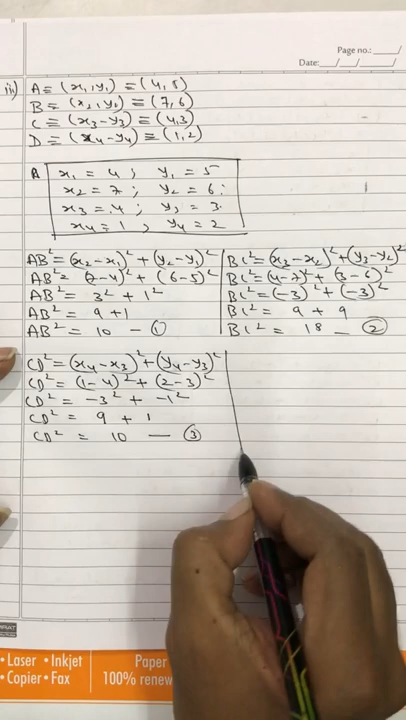 Page no.:
Date:
iii) A = (x₁, y₁) = (4, 5)
B = (x₂, y₂) = (7, 6)
C = (x₃ - y₃) = (4, 3)
D = (x₄ - y₄) = (1, 2)
x₁ = 4 ; y₁ = 5
x₂ = 7 ; y₂ = 6 ;
x₃ = 4 ; y₃ = 3.
x₄ = 1 , y₄ = 2
AB² = (x₂ - x₁)² + (y₂ - y₁)²
AB² = (7 - 4)² + (6 - 5)²
AB² = 3² + 1²
AB² = 9 + 1
AB² = 10 - ①
BC² = (x₃ - x₂)² + (y₃ - y₂)²
BC² = (4 - 7)² + (3 - 6)²
BC² = (-3)² + (-3)²
BC² = 9 + 9
BC² = 18 - ②
CD² = (x₄ - x₃)² + (y₄ - y₃)²
CD² = (1 - 4)² + (2 - 3)²
CD² = -3² + -1²
CD² = 9 + 1
CD² = 10 — ③
• Laser • Inkjet
• Copier • Fax
Paper
100% renew